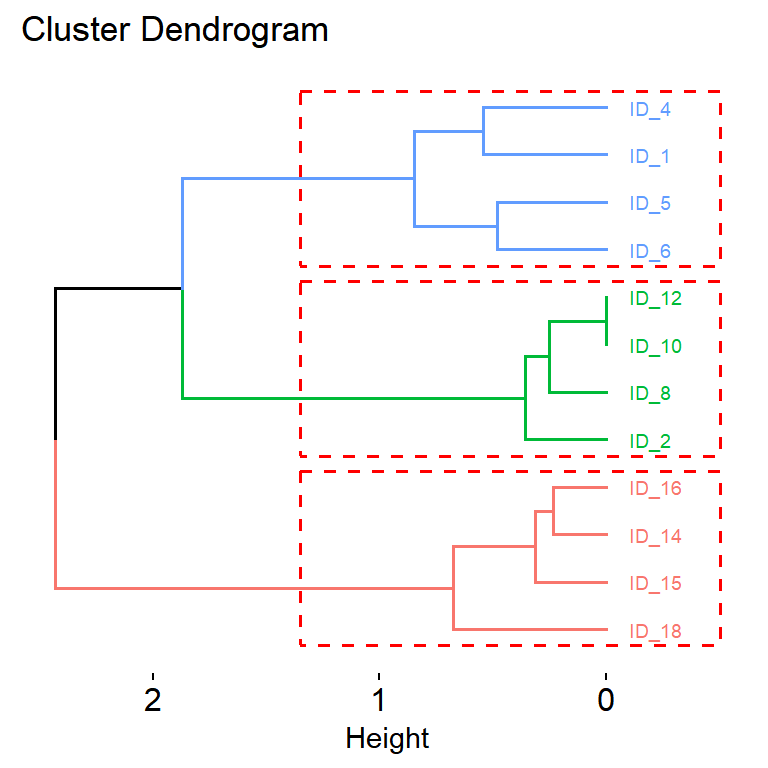 Cluster Dendrogram
ID_4
ID_1
ID_5
ID_6
ID_12
ID_10
ID_8
ID_2
ID_16
ID_14
ID_15
ID_18
2 1 0
Height